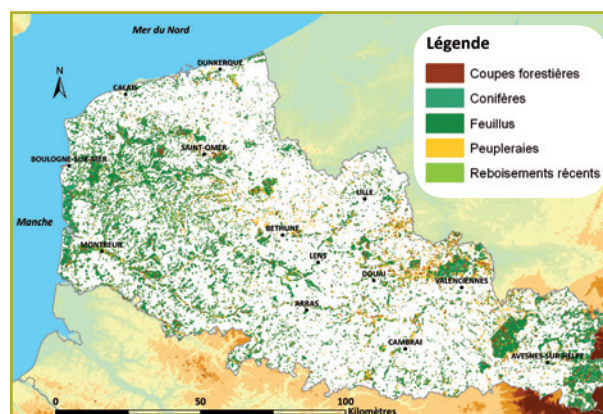 Mer du Nord
DUNKERQUE
CALAIS
N
SAINT-OMER
BOULOGNE-SUR-MER
LILLE
Manche
BETHUNE
MONTREUIL
LENS
DOUAI
VALENCIENNES
ARRAS
CAMBRAI
AVESNES-SUR-HELPE
0 50 100
Kilomètres
Légende
Coupes forestières
Conifères
Feuillus
Peupleraies
Reboisements récents